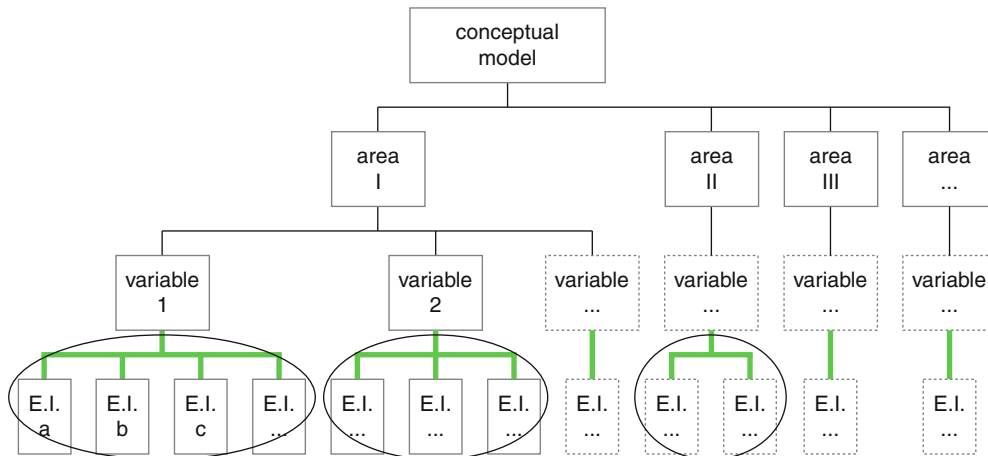 conceptual
model
area
I
area
II
area
III
area
...
variable
1
variable
2
variable
...
variable
...
variable
...
variable
...
E.I.
a
E.I.
b
E.I.
c
E.I.
...
E.I.
...
E.I.
...
E.I.
...
E.I.
...
E.I.
...
E.I.
...
E.I.
...
E.I.
...